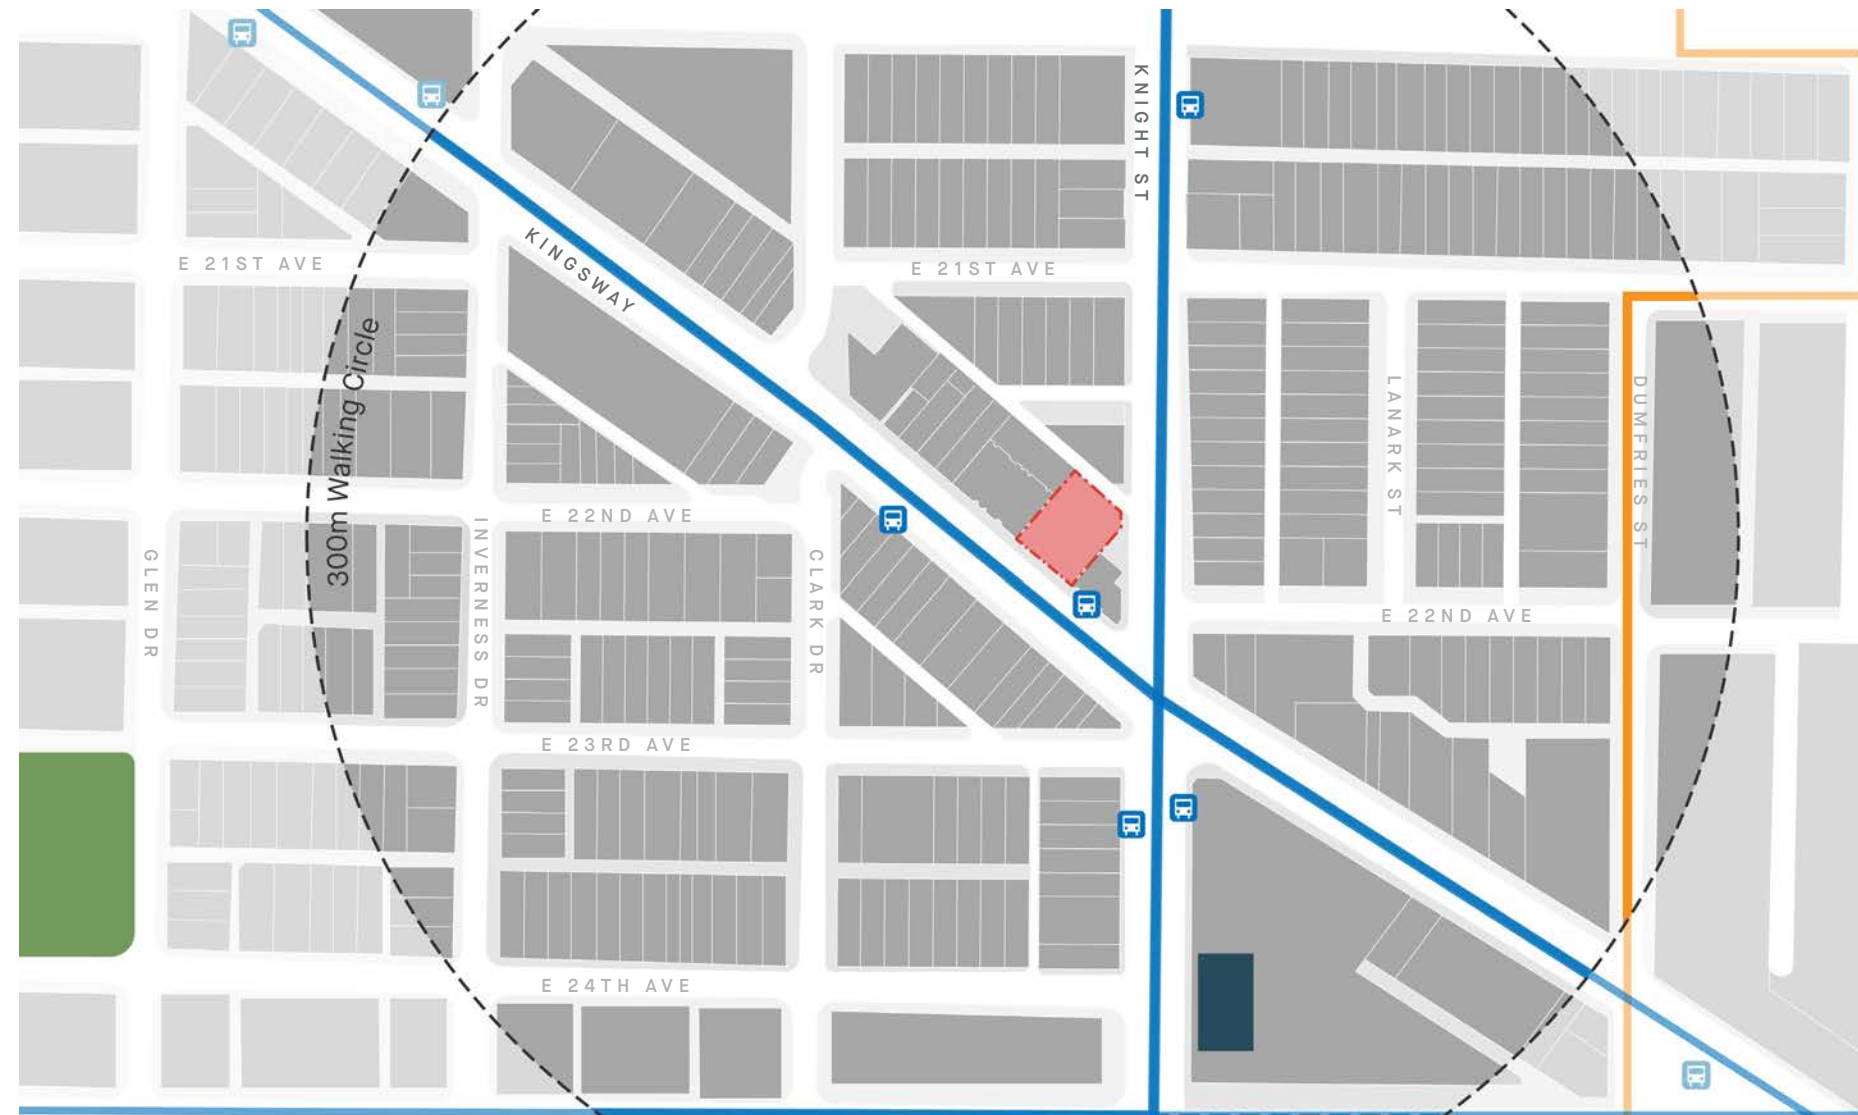 KNIGHT ST
KINGSWAY
E 21ST AVE
E 21ST AVE
300m Walking Circle
LANARK ST
DUMFRIES ST
E 22ND AVE
GLEN DR
INVERNESS DR
CLARK DR
E 22ND AVE
E 23RD AVE
E 24TH AVE